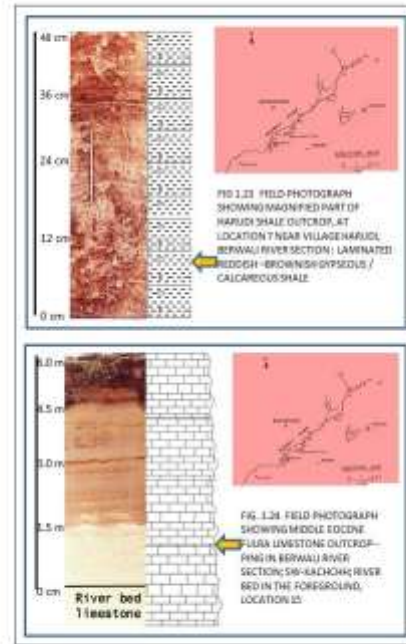 48 cm
36 cm
24 cm
12 cm
0 cm
FIG 1.23 FIELD PHOTOGRAPH
SHOWING MAGNIFIED PART OF
HARUDI SHALE OUTCROP, AT
LOCATION 7 NEAR VILLAGE HARUDI,
BERWALI RIVER SECTION : LAMINATED
REDDISH -BROWNISH GYPSEOUS /
CALCAREOUS SHALE
6.0 m
4.5 m
3.0 m
1.5 m
0 cm
River bed
limestone
FIG. 1.24 FIELD PHOTOGRAPH
SHOWING MIDDLE EOCENE
FULRA LIMESTONE OUTCROP-
PING IN BERWALI RIVER
SECTION; SW-KACHCHH; RIVER
BED IN THE FOREGROUND,
LOCATION 15